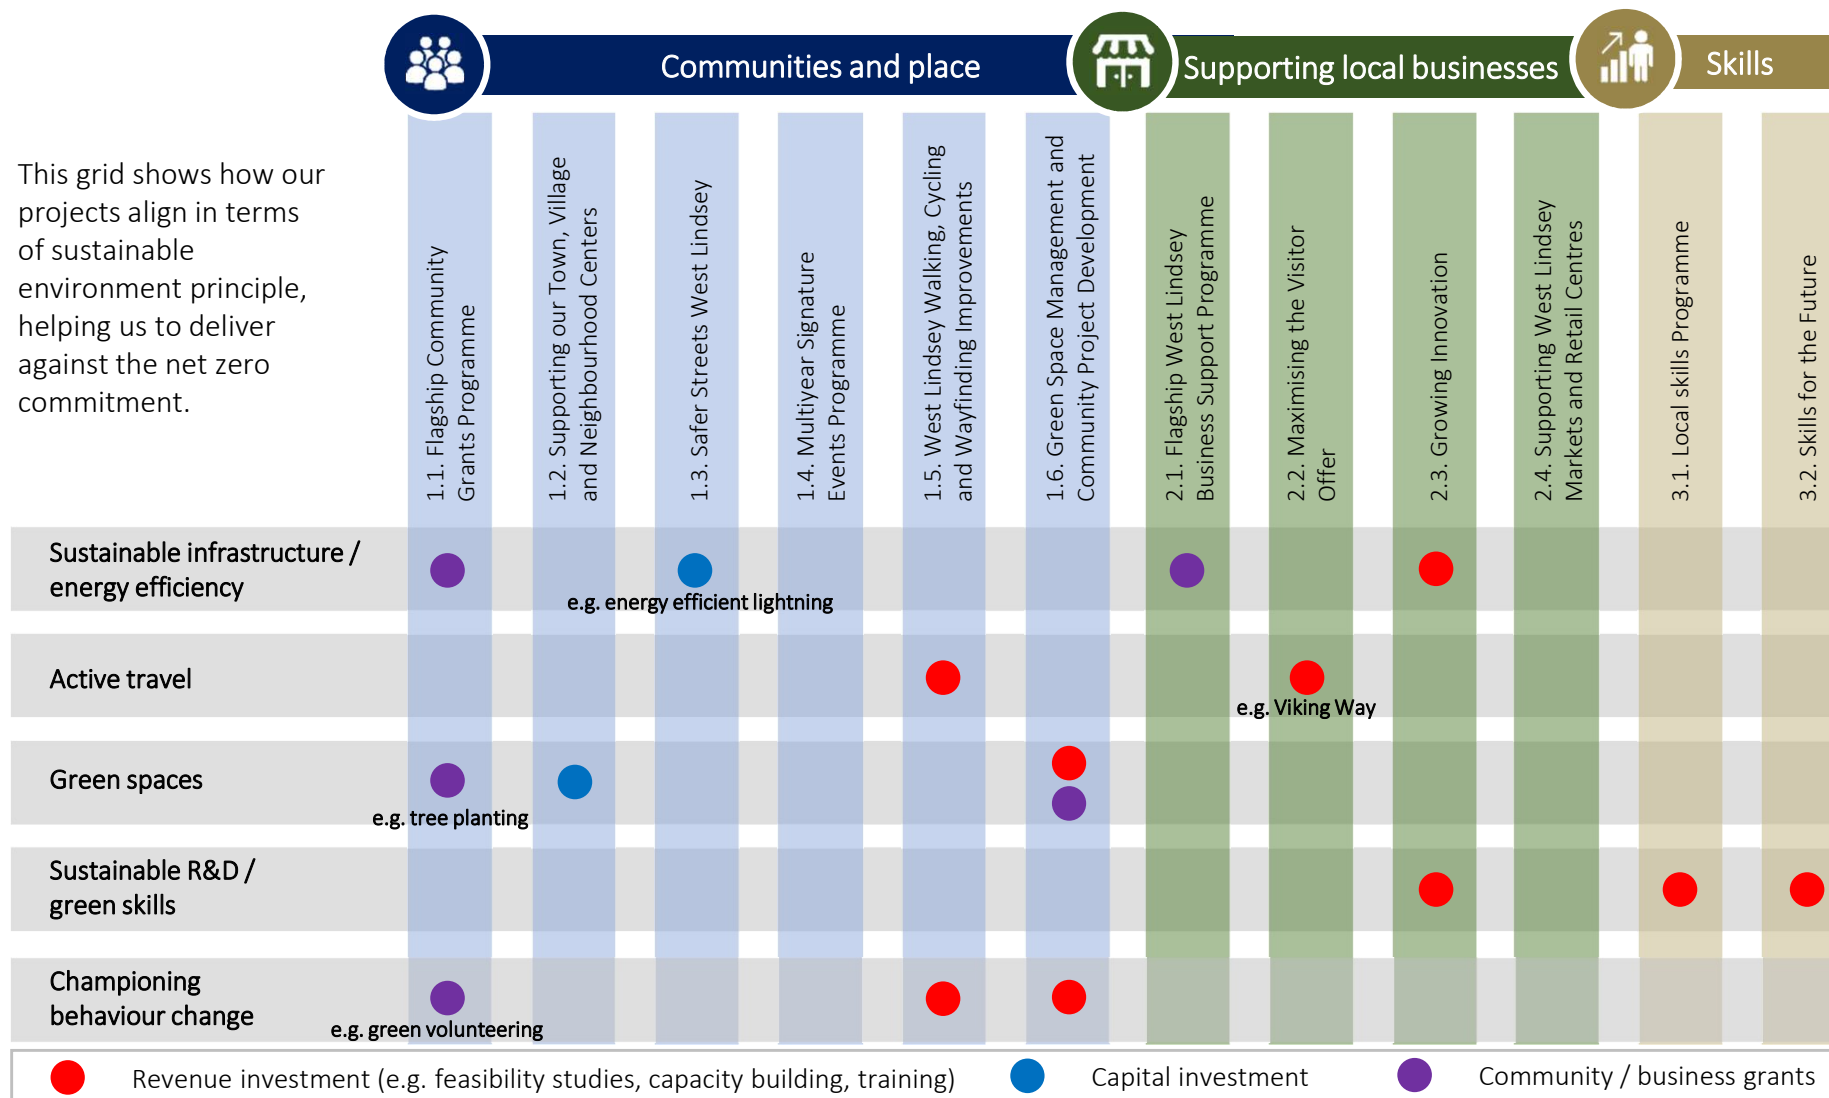 Communities and place
Supporting local businesses
Skills
This grid shows how our
projects align in terms
of sustainable
environment principle,
helping us to deliver
against the net zero
commitment.
1.1. Flagship Community
Grants Programme
1.2. Supporting our Town, Village
and Neighbourhood Centers
1.3. Safer Streets West Lindsey
1.4. Multiyear Signature
Events Programme
1.5. West Lindsey Walking, Cycling
and Wayfinding Improvements
1.6. Green Space Management and
Community Project Development
2.1. Flagship West Lindsey
Business Support Programme
2.2. Maximising the Visitor
Offer
2.3. Growing Innovation
2.4. Supporting West Lindsey
Markets and Retail Centres
3.1. Local skills Programme
3.2. Skills for the Future
Sustainable infrastructure /
energy efficiency
e.g. energy efficient lightning
Active travel
e.g. Viking Way
Green spaces
e.g. tree planting
Sustainable R&D /
green skills
Championing
behaviour change
e.g. green volunteering
Revenue investment (e.g. feasibility studies, capacity building, training)
Capital investment
Community / business grants